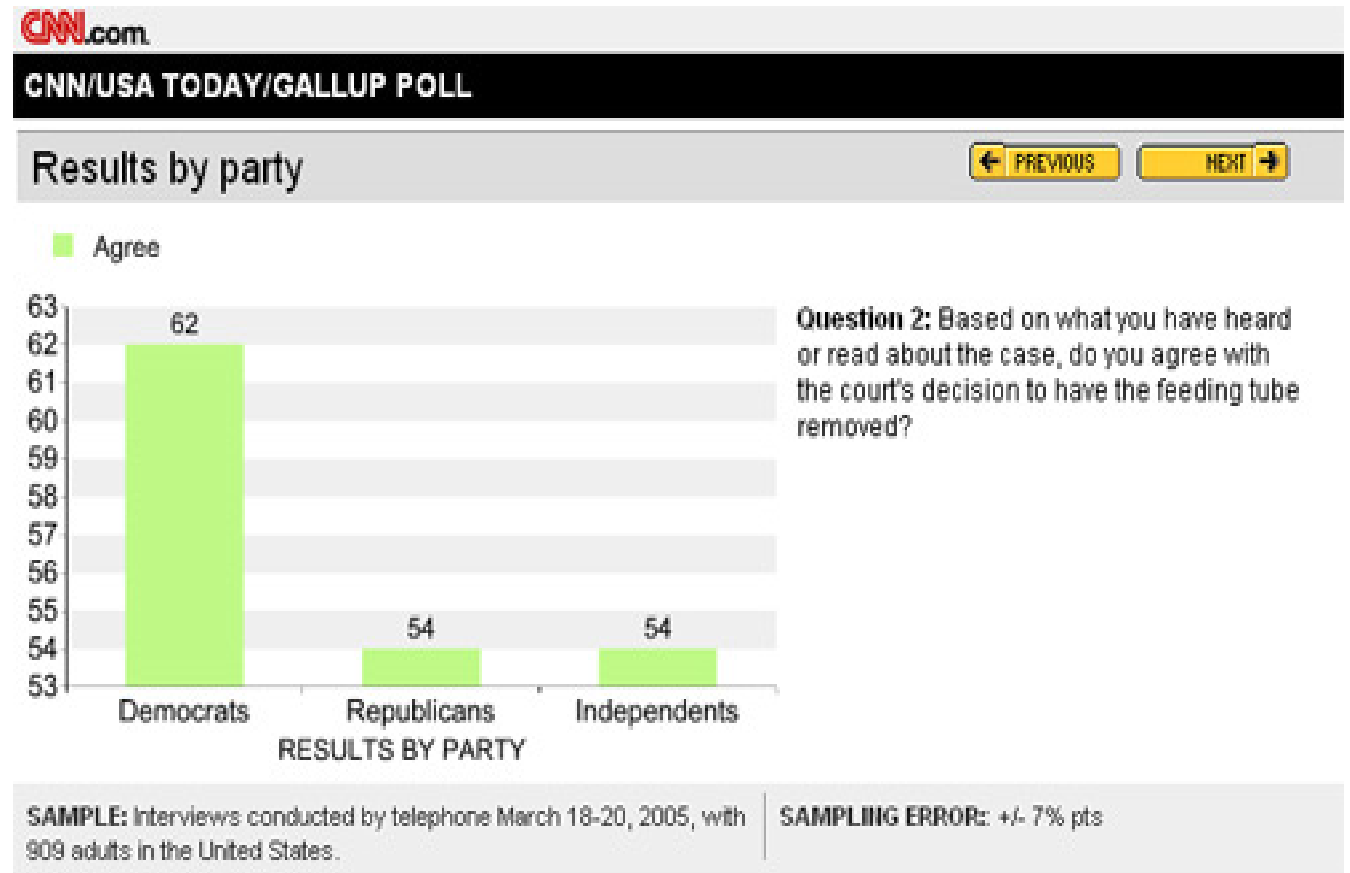 CNN.com
CNN/USA TODAY/GALLUP POLL
Results by party
PREVIOUS
NEXT
Agree
63
62
61
60
59
58
57
56
55
54
53
62
54
54
Democrats
Republicans
Independents
RESULTS BY PARTY
Question 2: Based on what you have heard
or read about the case, do you agree with
the court's decision to have the feeding tube
removed?
SAMPLE: Interviews conducted by telephone March 18-20, 2005, with
909 adults in the United States.
SAMPLING ERROR: +/- 7% pts